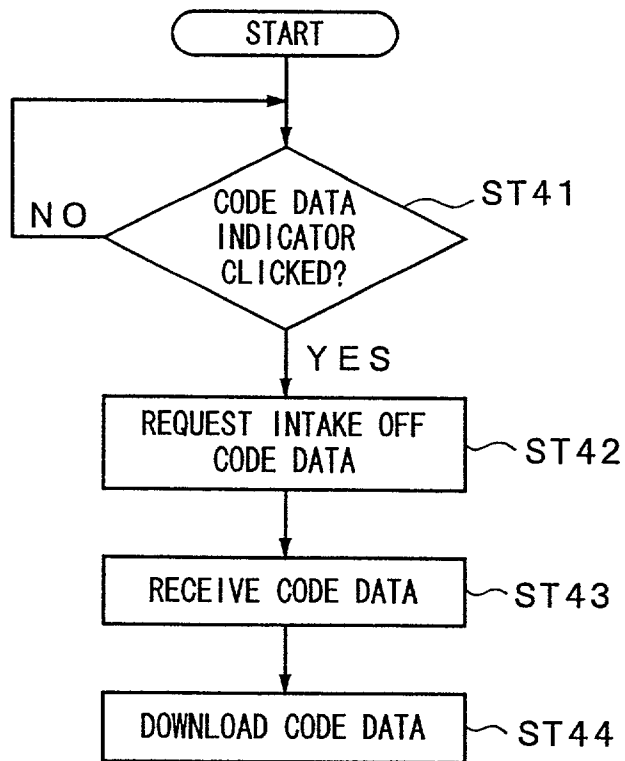 START
CODE DATA
INDICATOR
CLICKED?
ST41
NO
YES
REQUEST INTAKE OFF
CODE DATA
ST42
RECEIVE CODE DATA
ST43
DOWNLOAD CODE DATA
ST44